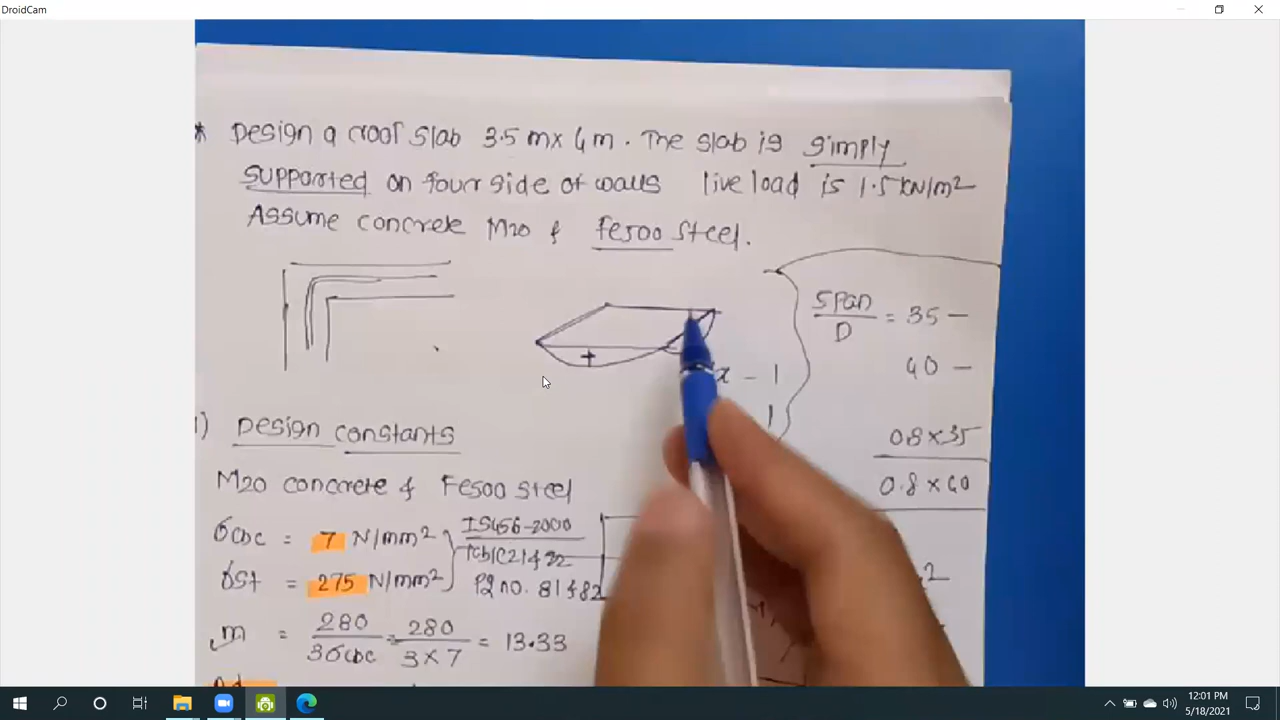 DroidCam
* Design a roof slab 3.5 m x 4 m. The slab is simply
supported on four side of walls live load is 1.5 KN/m2
Assume concrete M20 & fe500 steel.
Span/D = 35 -
40 -
+
x - 1
1
0.8 x 35
0.8 x 40
1) Design constants
M20 concrete & Fe500 steel
σcbc = 7 N/mm2
IS456-2000
σst = 275 N/mm2
Pg no. 81 & 82
m = 280/3σcbc = 280/3 x 7 = 13.33
12:01 PM
5/18/2021